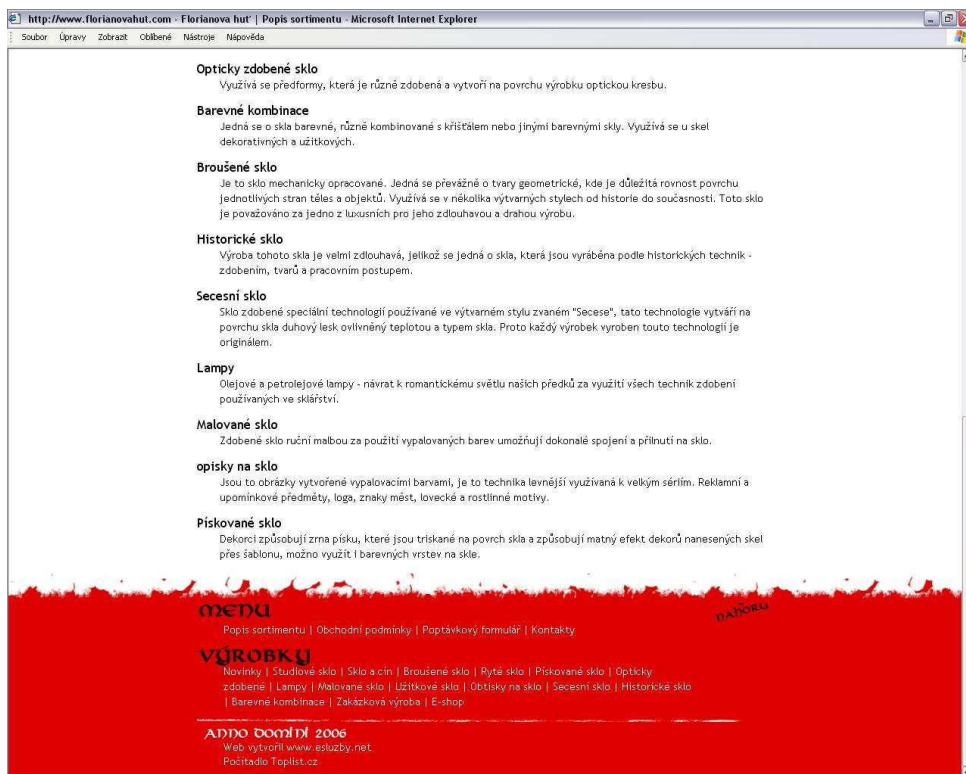 http://www.florianovahut.com - Florianova huť | Popis sortimentu - Microsoft Internet Explorer
Soubor Úpravy Zobrazit Oblíbené Nástroje Nápověda
Opticky zdobené sklo
Využívá se předformy, která je různě zdobená a vytvoří na povrchu výrobku optickou kresbu.
Barevné kombinace
Jedná se o skla barevné, různě kombinované s křišťálem nebo jinými barevnými skly. Využívá se u skel
dekorativných a užitkových.
Broušené sklo
Je to sklo mechanicky opracované. Jedná se převážně o tvary geometrické, kde je důležitá rovnost povrchu
jednotlivých stran těles a objektů. Využívá se v několika výtvarných stylech od historie do současnosti. Toto sklo
je považováno za jedno z luxusních pro jeho zdlouhavou a drahou výrobu.
Historické sklo
Výroba tohoto skla je velmi zdlouhavá, jelikož se jedná o skla, která jsou vyráběna podle historických technik -
zdobením, tvarů a pracovním postupem.
Secesní sklo
Sklo zdobené speciální technologií používané ve výtvarném stylu zvaném "Secese", tato technologie vytváří na
povrchu skla duhový lesk ovlivněný teplotou a typem skla. Proto každý výrobek vyroben touto technologií je
originálem.
Lampy
Olejové a petrolejové lampy - návrat k romantickému světlu našich předků za využití všech technik zdobení
používaných ve sklářství.
Malované sklo
Zdobené sklo ruční malbou za použití vypalovaných barev umožňují dokonalé spojení a přilnutí na sklo.
opisky na sklo
Jsou to obrázky vytvořené vypalovacími barvami, je to technika levnější využívaná k velkým sériím. Reklamní a
upomínkové předměty, loga, znaky měst, lovecké a rostlinné motivy.
Pískované sklo
Dekorci způsobují zrna písku, které jsou triskané na povrch skla a způsobují matný efekt dekorů nanesených skel
přes šablonu, možno využít i barevných vrstev na skle.
MENU
NAHORU
Popis sortimentu | Obchodní podmínky | Poptávkový formulář | Kontakty
VÝROBKY
Novinky | Studiové sklo | Sklo a cín | Broušené sklo | Ryté sklo | Pískované sklo | Opticky
zdobené | Lampy | Malované sklo | Užitkové sklo | Obtisky na sklo | Secesní sklo | Historické sklo
| Barevné kombinace | Zakázková výroba | E-shop
ANNO DOMINI 2006
Web vytvořil www.esluzby.net
Počítadlo Toplist.cz